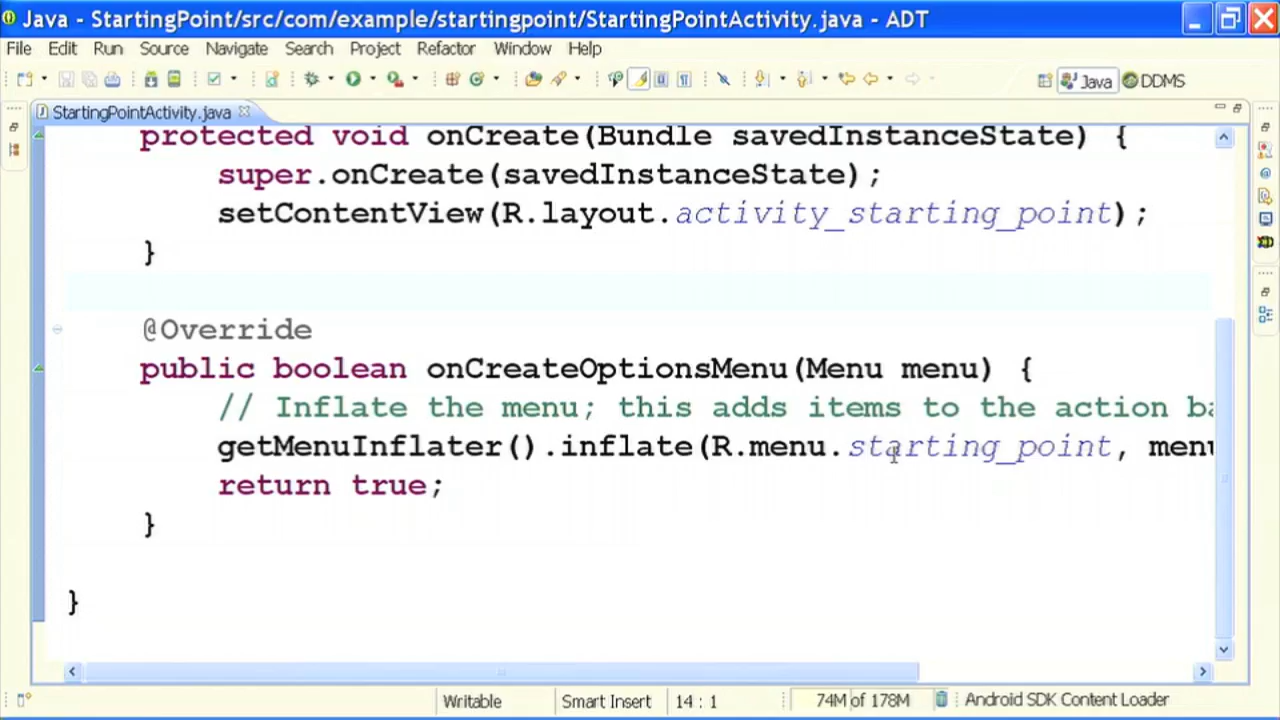 Java - StartingPoint/src/com/example/startingpoint/StartingPointActivity.java - ADT
File Edit Run Source Navigate Search Project Refactor Window Help
Java DDMS
StartingPointActivity.java
protected void onCreate(Bundle savedInstanceState) {
super.onCreate(savedInstanceState);
setContentView(R.layout.activity_starting_point);
}
@Override
public boolean onCreateOptionsMenu(Menu menu) {
// Inflate the menu; this adds items to the action ba
getMenuInflater().inflate(R.menu.starting_point, menu
return true;
}
}
Writable Smart Insert 14 : 1 74M of 178M Android SDK Content Loader